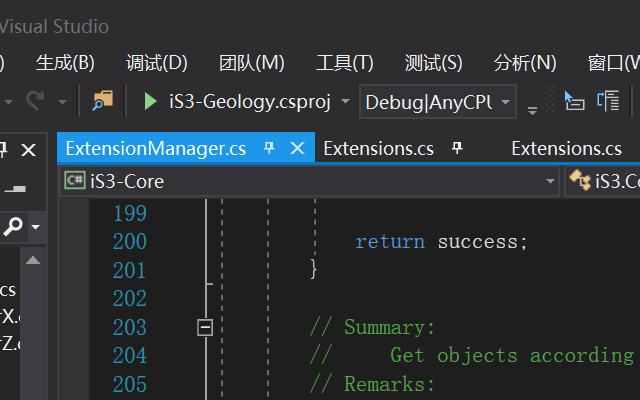 Visual Studio
) 生成(B) 调试(D) 团队(M) 工具(T) 测试(S) 分析(N) 窗口(W
iS3-Geology.csproj Debug|AnyCPU
ExtensionManager.cs Extensions.cs Extensions.cs
C# iS3-Core iS3.Co
199
200 return success;
201 }
202
203 // Summary:
204 // Get objects according
205 // Remarks:
cs
rX.c
rZ.c